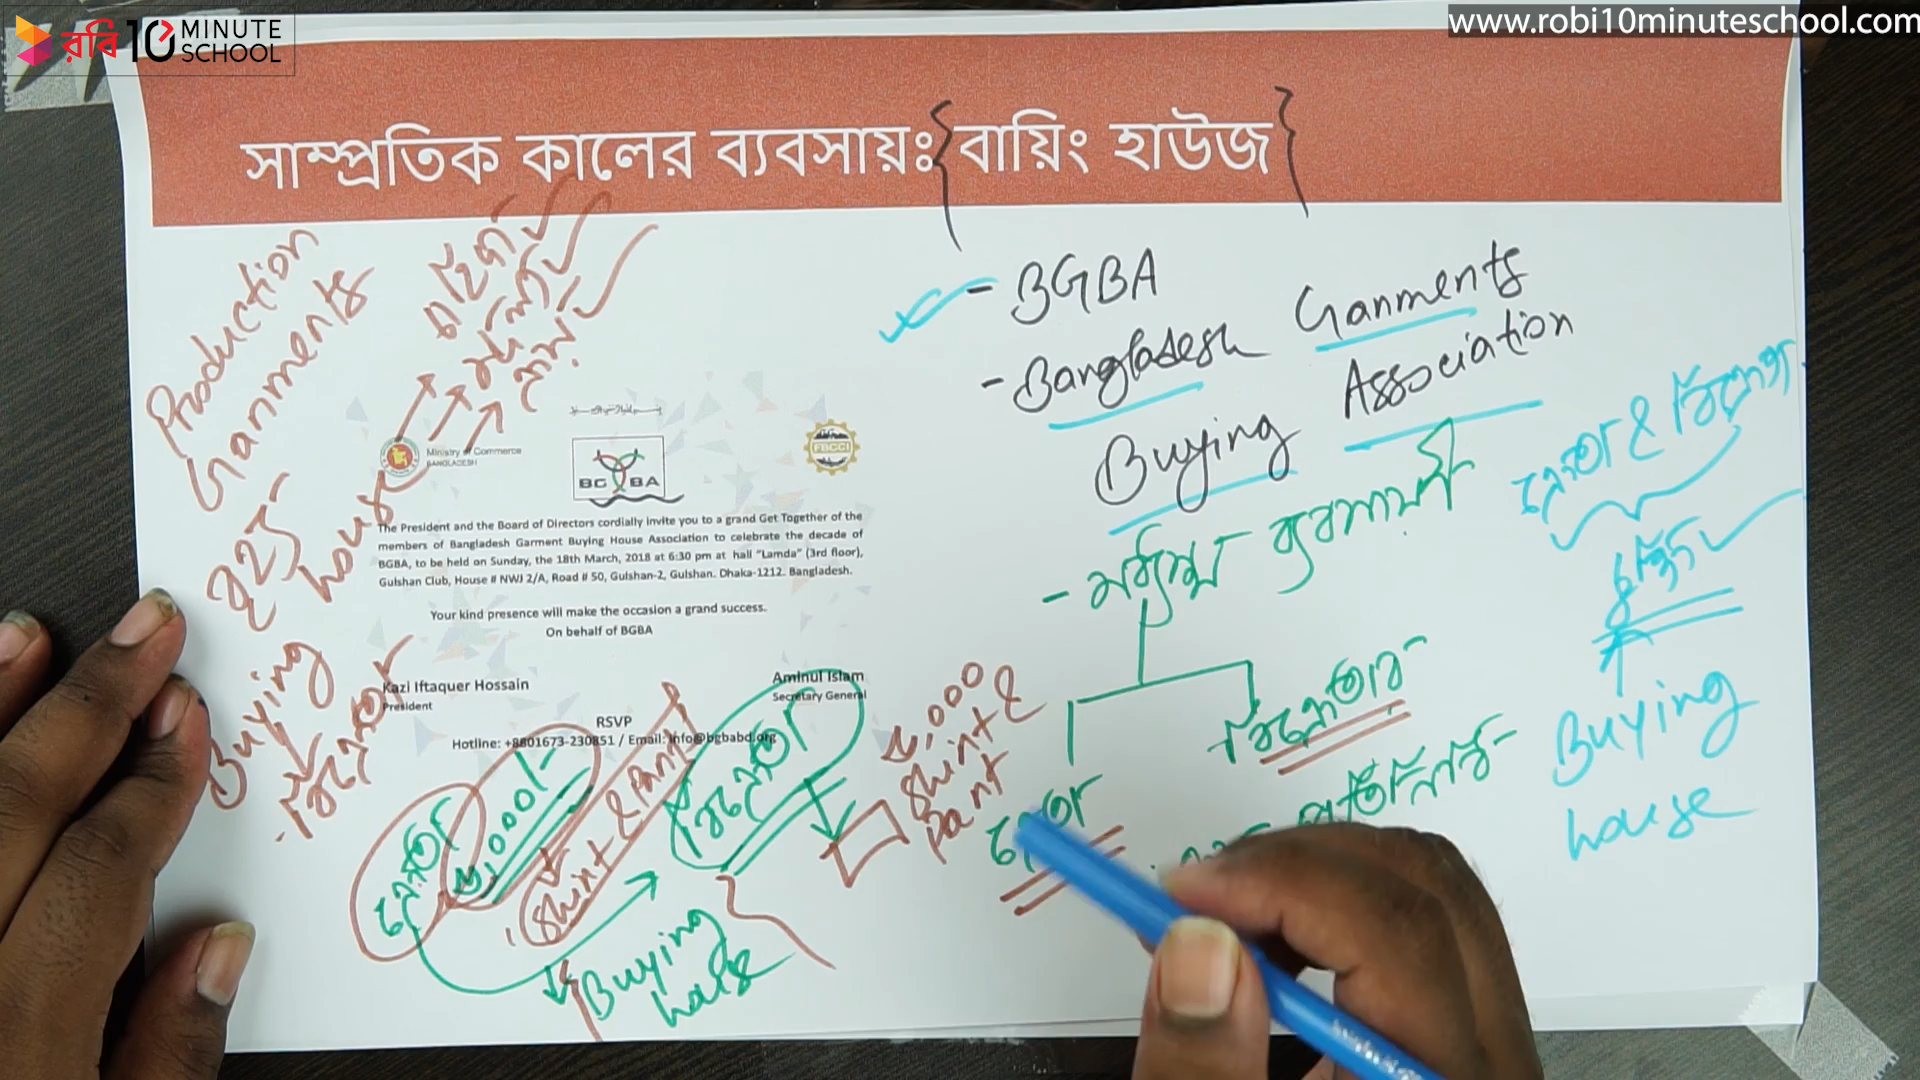 রবি 10 MINUTE SCHOOL
www.robi10minuteschool.com
সাম্প্রতিক কালের ব্যবসায়ঃ বায়িং হাউজ
- BGBA
- Bangladesh Garments
Buying Association
- মধ্যস্থ ব্যবসায়ী
ক্রেতা & বিক্রেতা
চুক্তি
Buying
house
বিক্রেতার
ক্রেতা
Production
Garments
চাহিদা
মূল্য
house
Buying
- বিক্রেতার
Ministry of Commerce
BANGLADESH
BGBA
FBCCI
The President and the Board of Directors cordially invite you to a grand Get Together of the
members of Bangladesh Garment Buying House Association to celebrate the decade of
BGBA, to be held on Sunday, the 18th March, 2018 at 6:30 pm at hall "Lamda" (3rd floor),
Gulshan Club, House # NWJ 2/A, Road # 50, Gulshan-2, Gulshan. Dhaka-1212. Bangladesh.
Your kind presence will make the occasion a grand success.
On behalf of BGBA
Kazi Iftaquer Hossain
President
Aminul Islam
Secretary General
RSVP
Hotline: +8801673-230851 / Email: info@bgbabd.org
ক্রেতা
shirt & Pant
বিক্রেতা
shirt &
pant
Buying
house